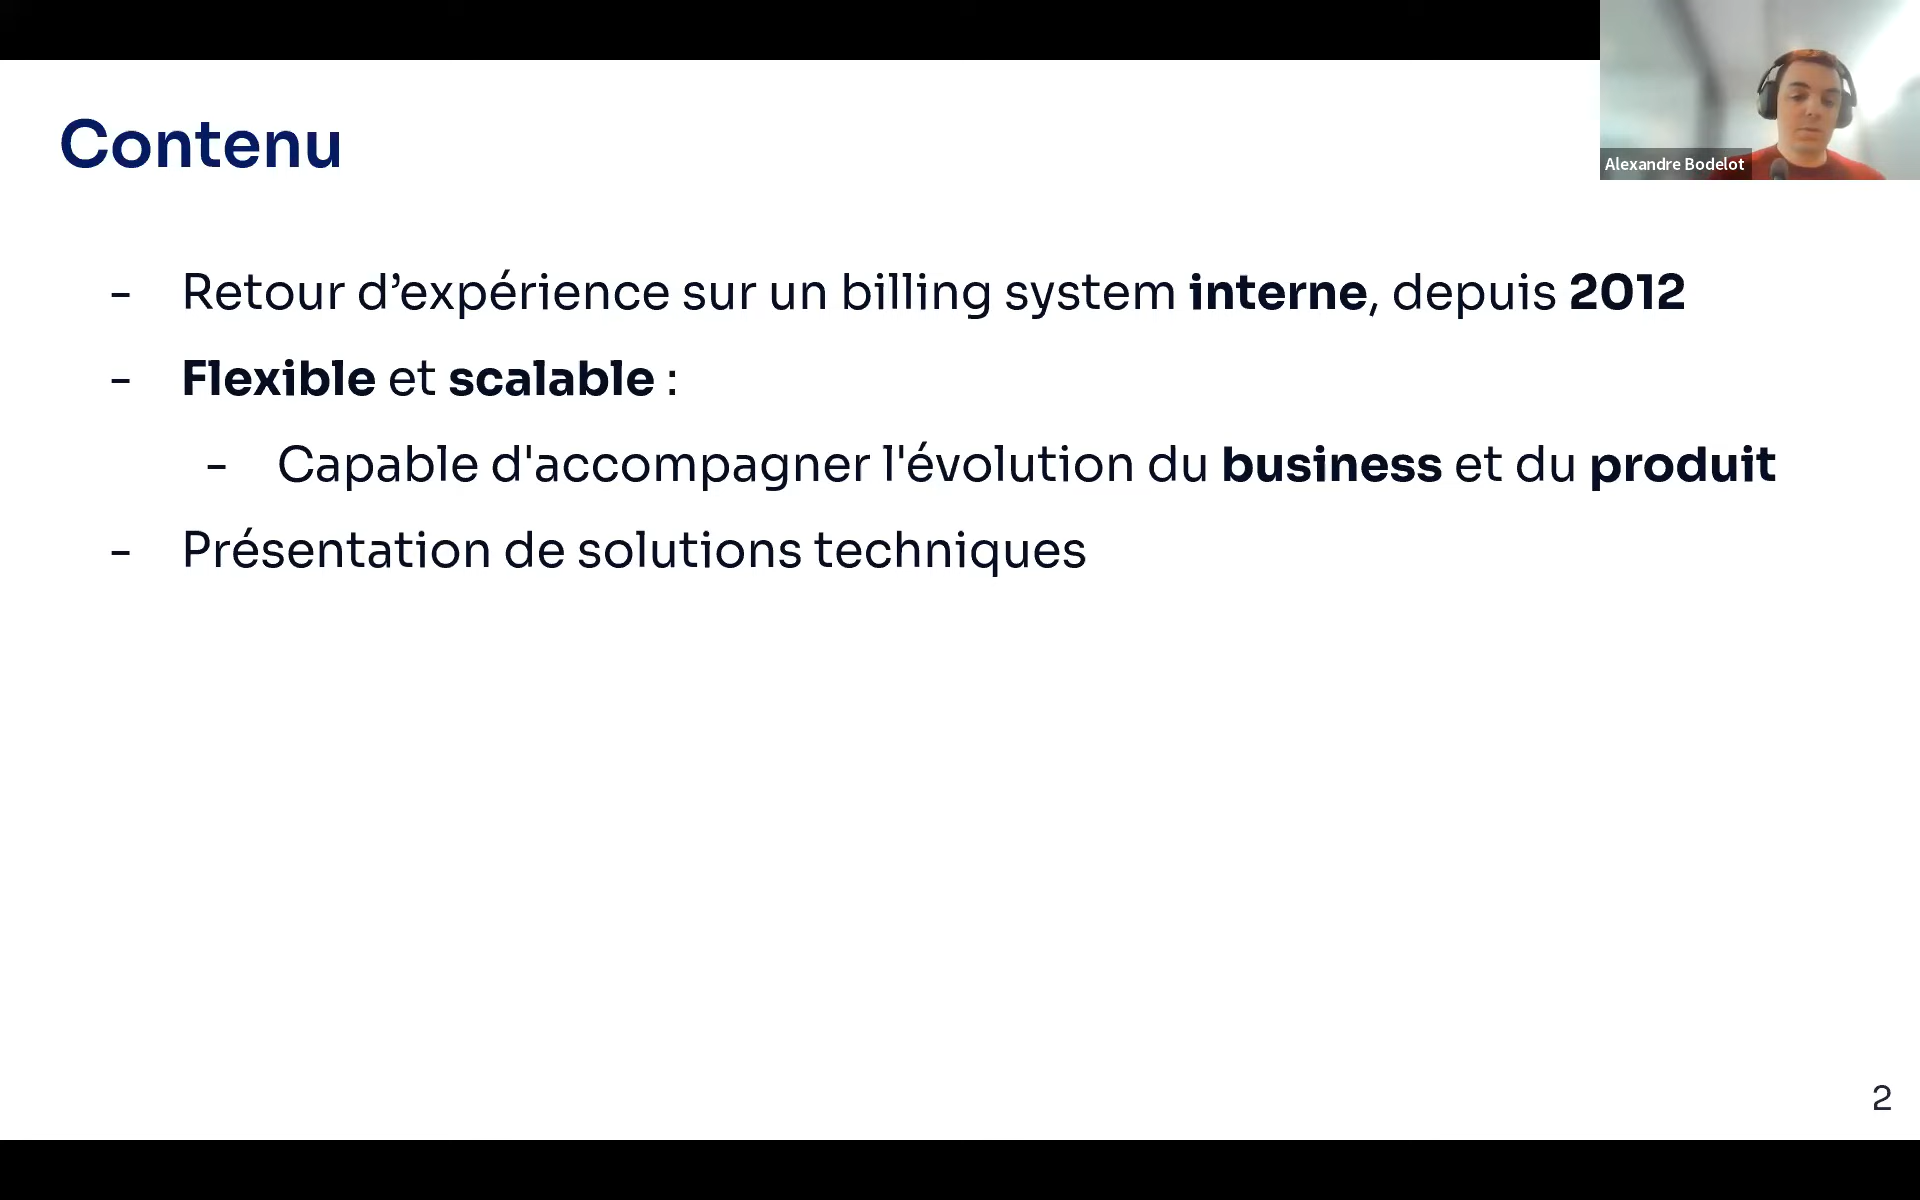 Contenu
Alexandre Bodelot
- Retour d’expérience sur un billing system interne, depuis 2012
- Flexible et scalable :
- Capable d'accompagner l'évolution du business et du produit
- Présentation de solutions techniques
2